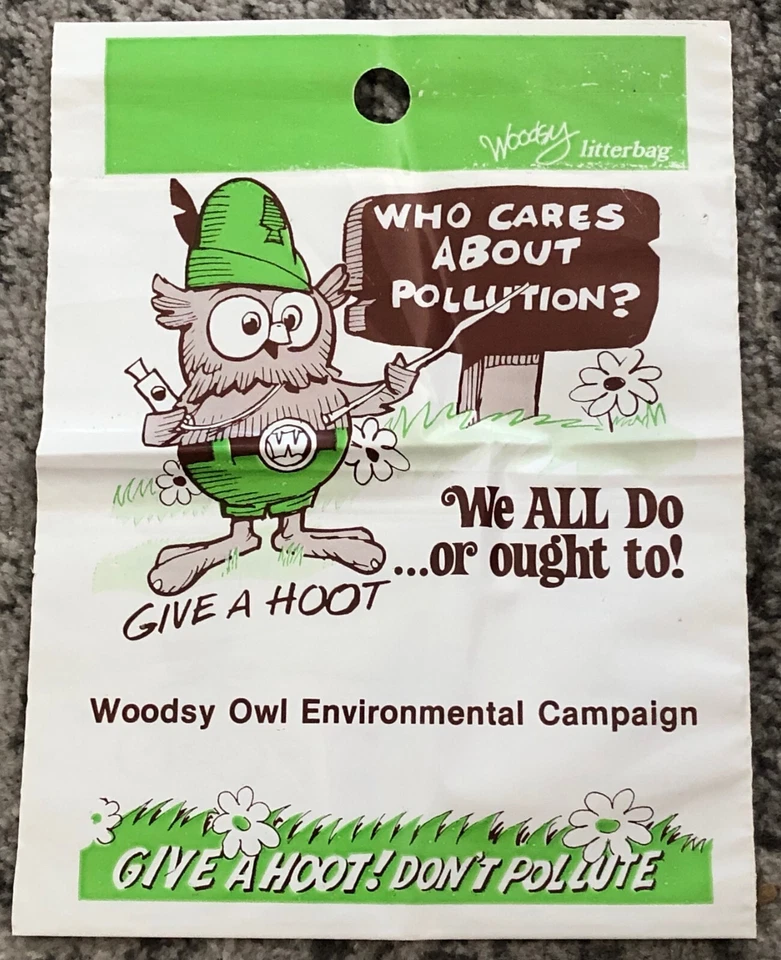 Woodsy litterbag
WHO CARES
ABOUT
POLLUTION?
W
We ALL Do
...or ought to!
GIVE A HOOT
Woodsy Owl Environmental Campaign
GIVE A HOOT! DON'T POLLUTE